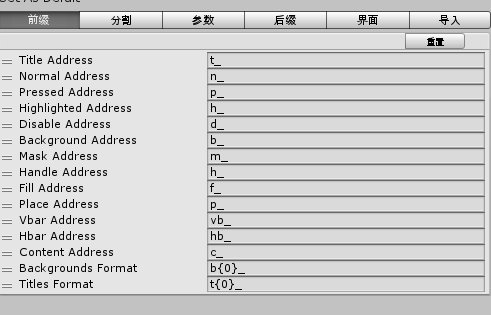 Set As Defult
前缀 分割 参数 后缀 界面 导入
重置
Title Address t_
Normal Address n_
Pressed Address p_
Highlighted Address h_
Disable Address d_
Background Address b_
Mask Address m_
Handle Address h_
Fill Address f_
Place Address p_
Vbar Address vb_
Hbar Address hb_
Content Address c_
Backgrounds Format b{0}_
Titles Format t{0}_